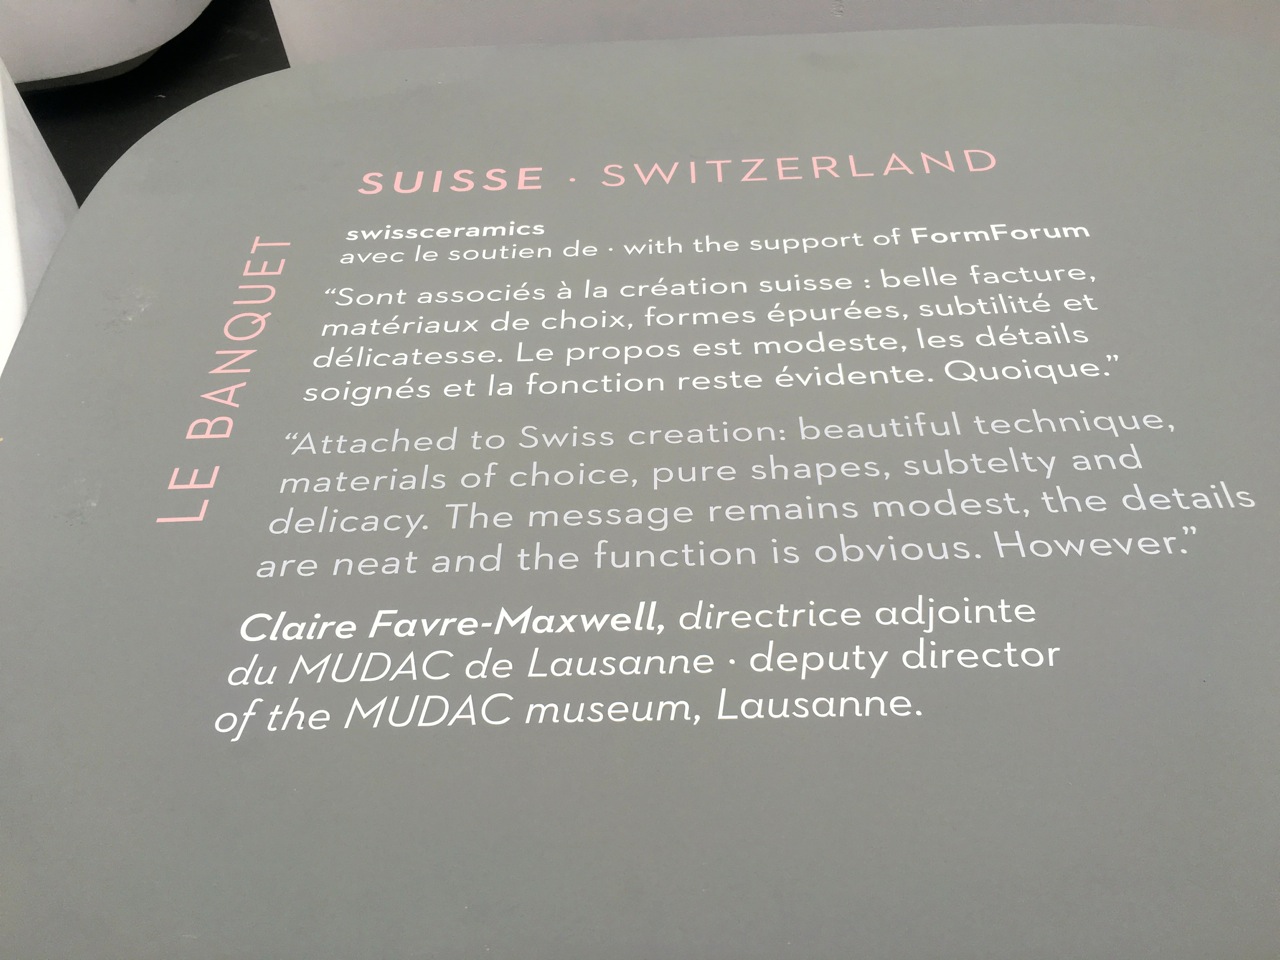 SUISSE · SWITZERLAND
LE BANQUET
swissceramics
avec le soutien de · with the support of FormForum
“Sont associés à la création suisse : belle facture,
matériaux de choix, formes épurées, subtilité et
délicatesse. Le propos est modeste, les détails
soignés et la fonction reste évidente. Quoique.”
“Attached to Swiss creation: beautiful technique,
materials of choice, pure shapes, subtelty and
delicacy. The message remains modest, the details
are neat and the function is obvious. However.”
Claire Favre-Maxwell, directrice adjointe
du MUDAC de Lausanne · deputy director
of the MUDAC museum, Lausanne.